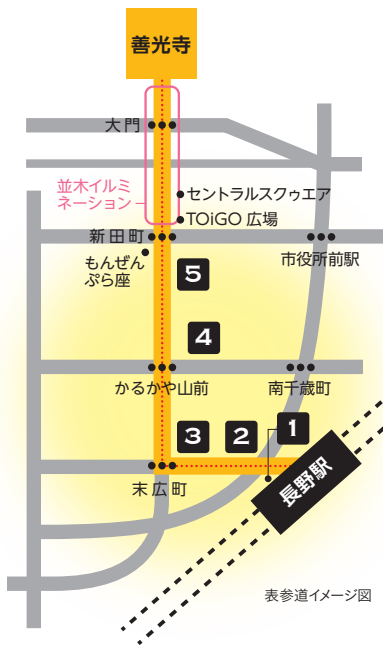 善光寺
大門
並木イルミ
ネーション
セントラルスクゥエア
TOiGO 広場
新田町
市役所前駅
もんぜん
ぷら座
5
4
かるかや山前
南千歳町
3
2
1
長野駅
末広町
表参道イメージ図